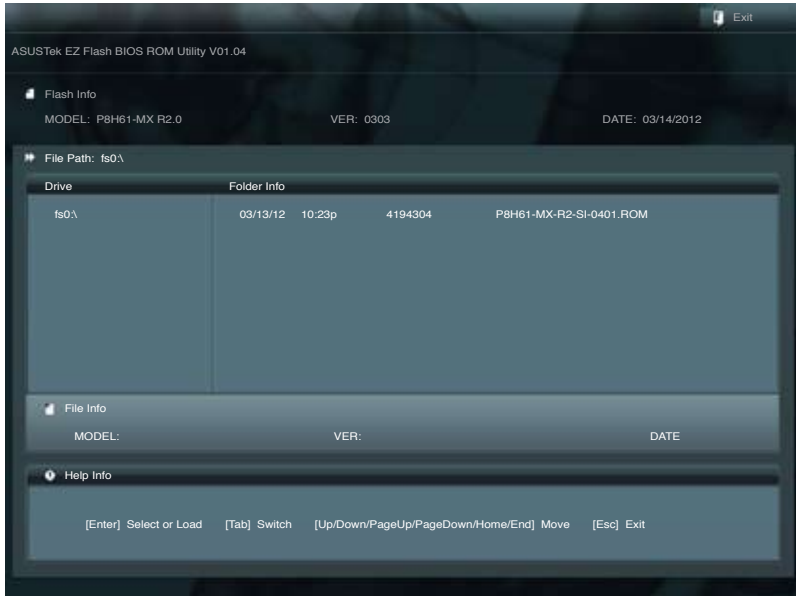 Exit
ASUSTek EZ Flash BIOS ROM Utility V01.04
Flash Info
MODEL: P8H61-MX R2.0 VER: 0303 DATE: 03/14/2012
File Path: fs0:\
Drive Folder Info
fs0:\ 03/13/12 10:23p 4194304 P8H61-MX-R2-SI-0401.ROM
File Info
MODEL: VER: DATE
Help Info
[Enter] Select or Load [Tab] Switch [Up/Down/PageUp/PageDown/Home/End] Move [Esc] Exit